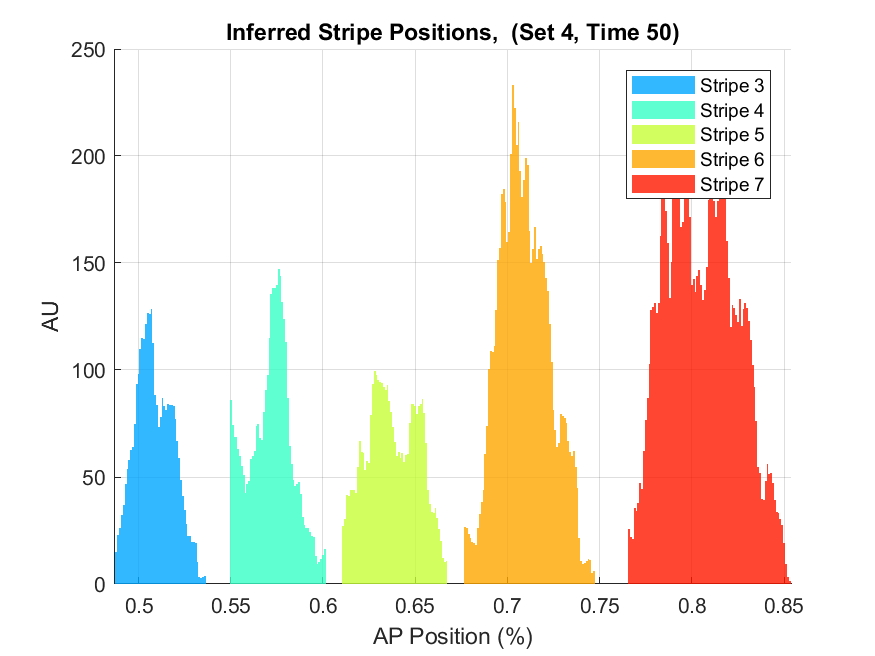 Inferred Stripe Positions,  (Set 4, Time 50)
250
200
150
100
50
0
AU
Stripe 3
Stripe 4
Stripe 5
Stripe 6
Stripe 7
0.5 0.55 0.6 0.65 0.7 0.75 0.8 0.85
AP Position (%)